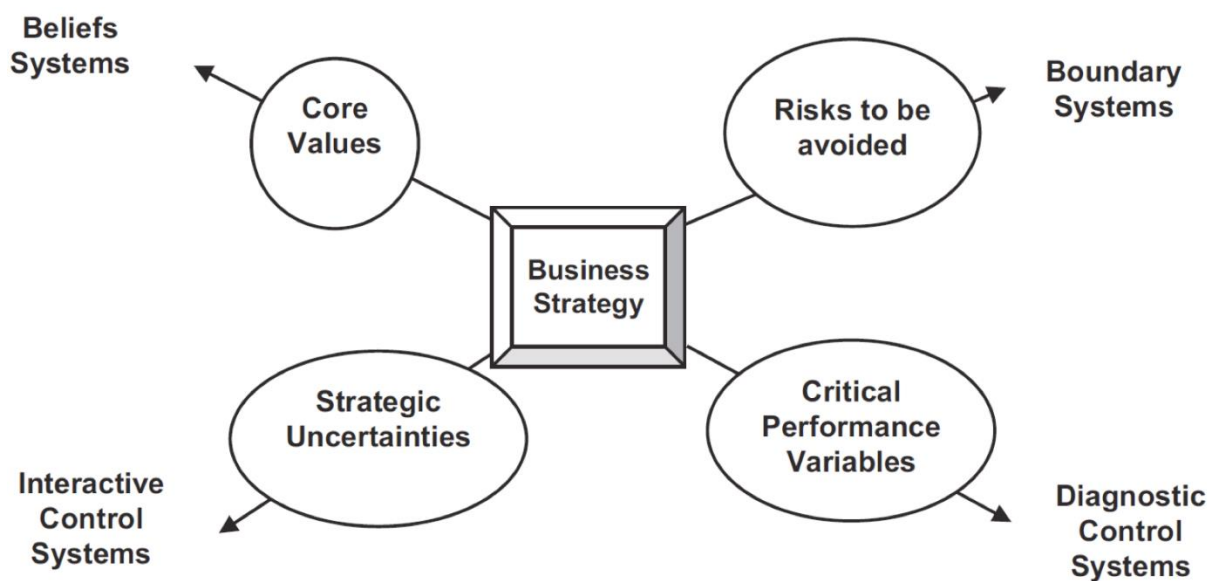 Beliefs
Systems
Core
Values
Risks to be
avoided
Boundary
Systems
Business
Strategy
Strategic
Uncertainties
Critical
Performance
Variables
Interactive
Control
Systems
Diagnostic
Control
Systems